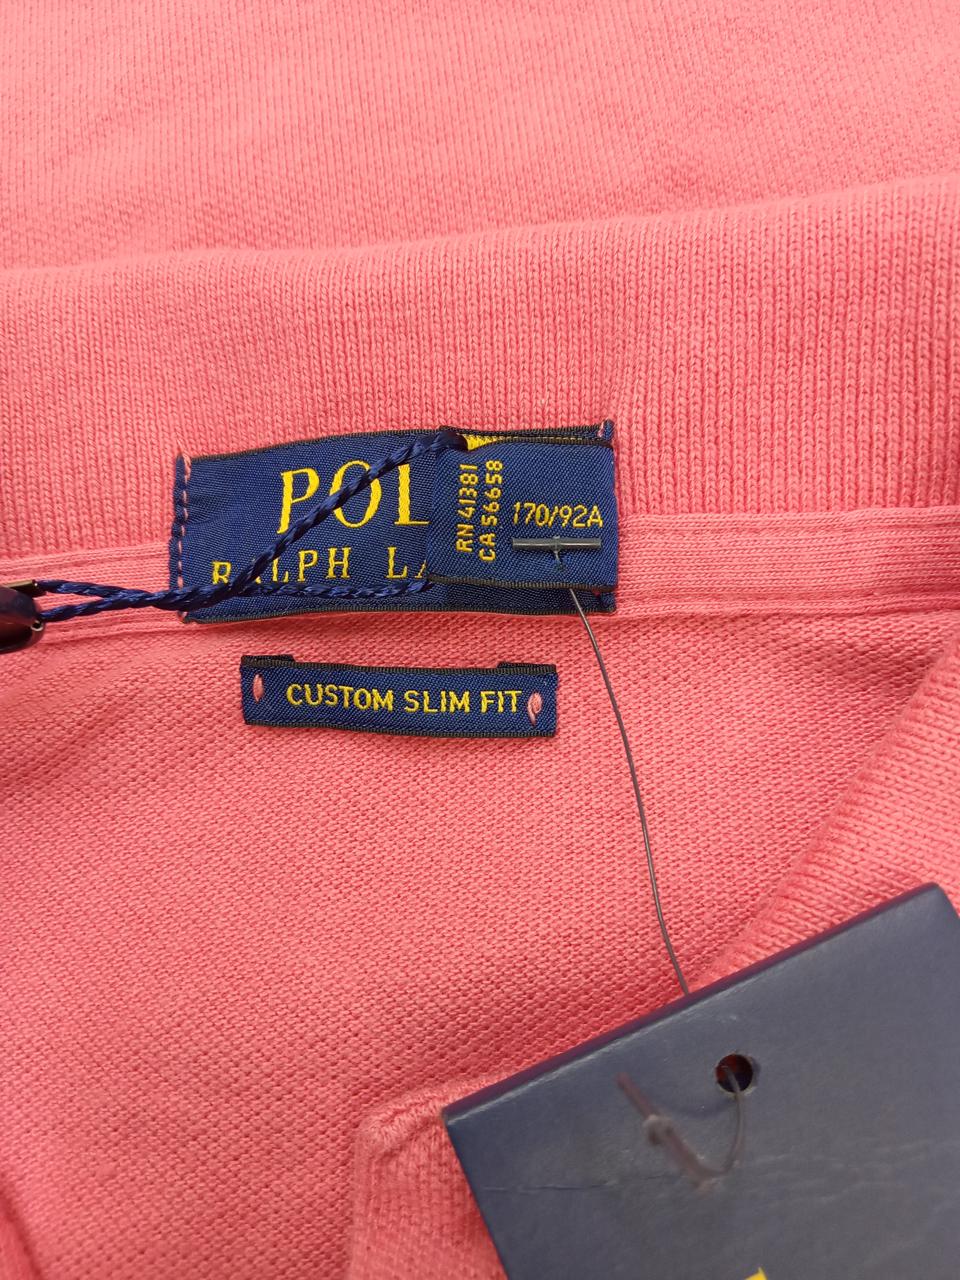 POL
RALPH LA
RN 41381
CA 56658
170/92A
CUSTOM SLIM FIT